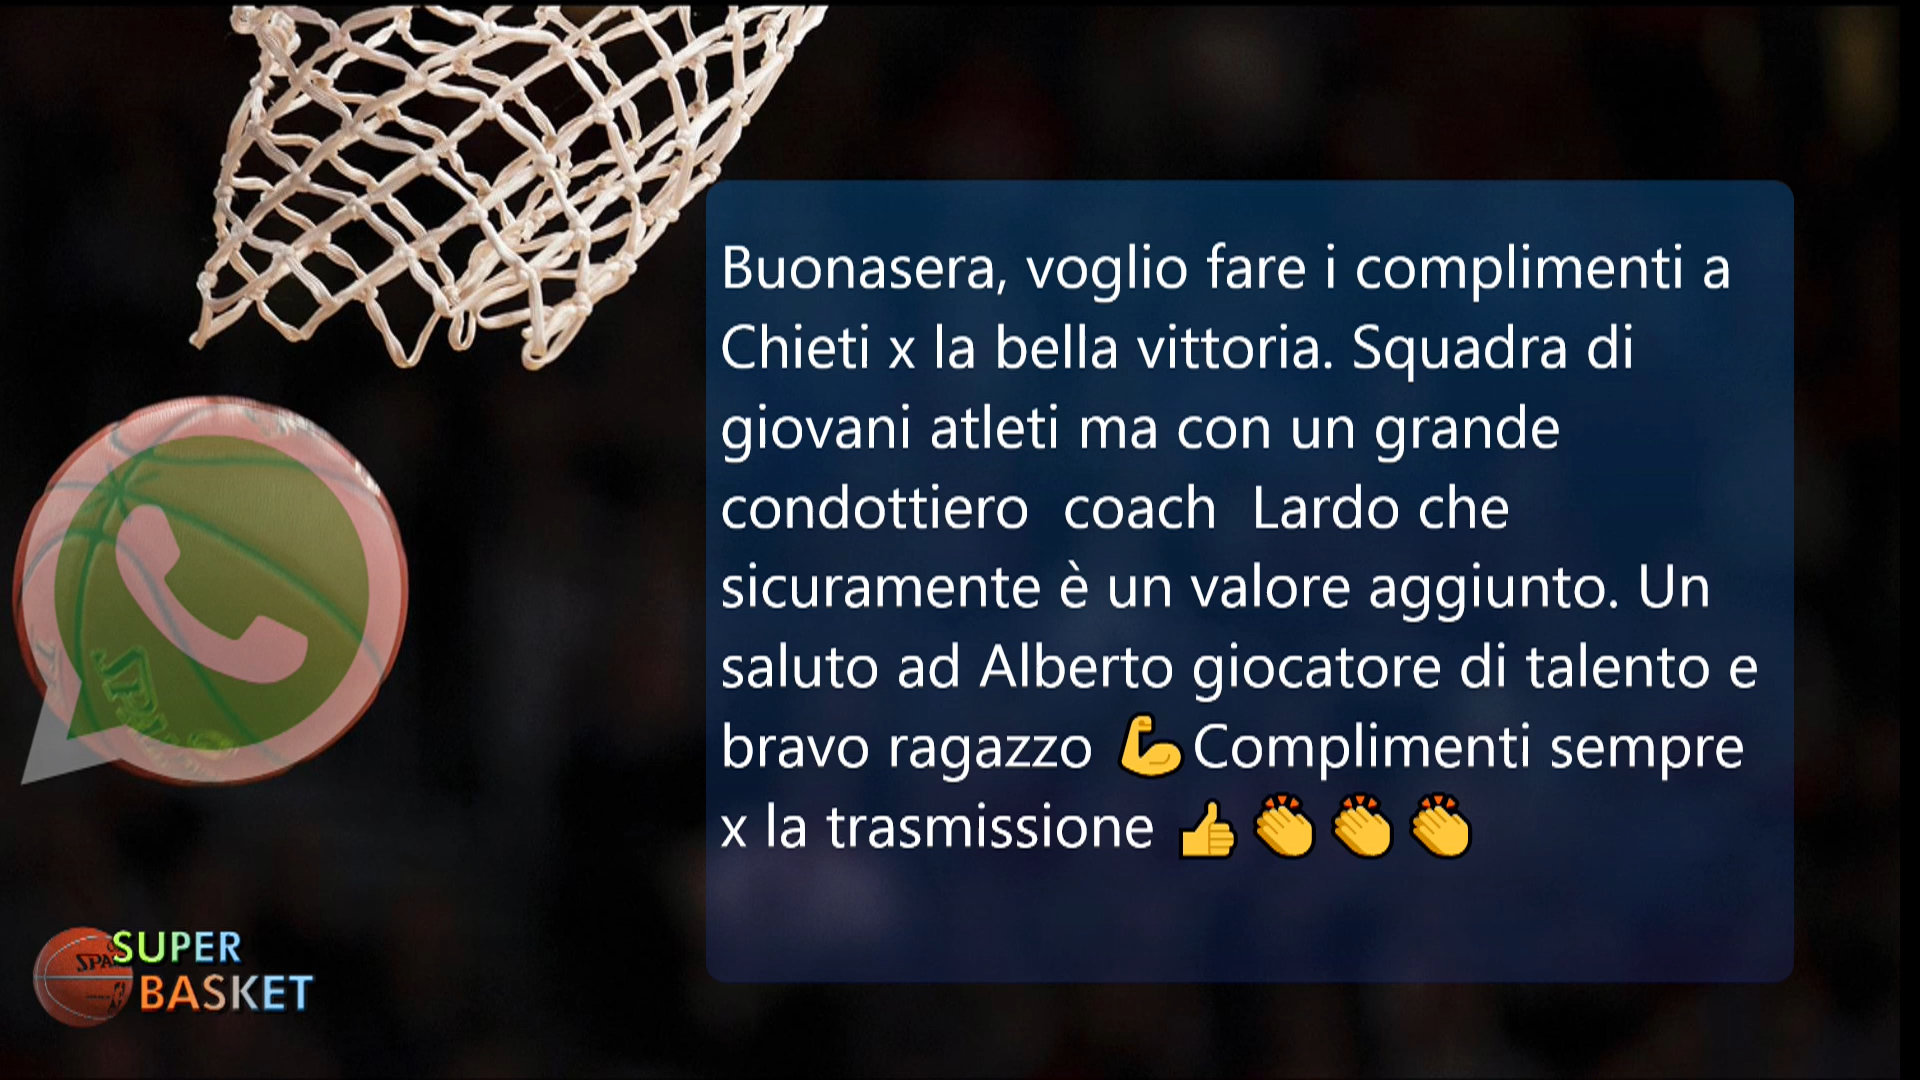 Buonasera, voglio fare i complimenti a
Chieti x la bella vittoria. Squadra di
giovani atleti ma con un grande
condottiero  coach  Lardo che
sicuramente è un valore aggiunto. Un
saluto ad Alberto giocatore di talento e
bravo ragazzo 💪Complimenti sempre
x la trasmissione 👍👏👏👏
SUPER
BASKET